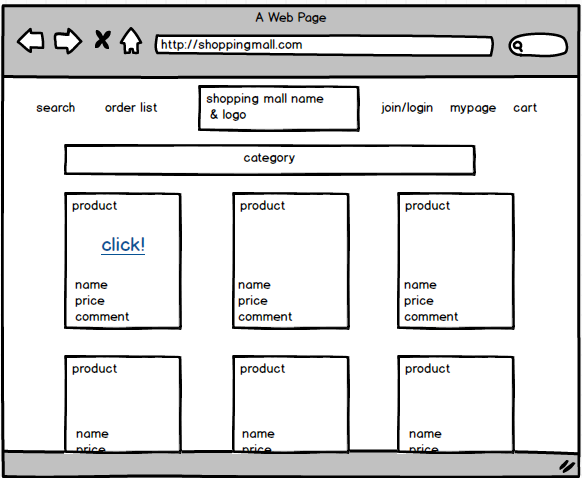 A Web Page
http://shoppingmall.com
search order list shopping mall name join/login mypage cart
& logo
category
product product product
click!
name name name
price price price
comment comment comment
product product product
name name name
price price price